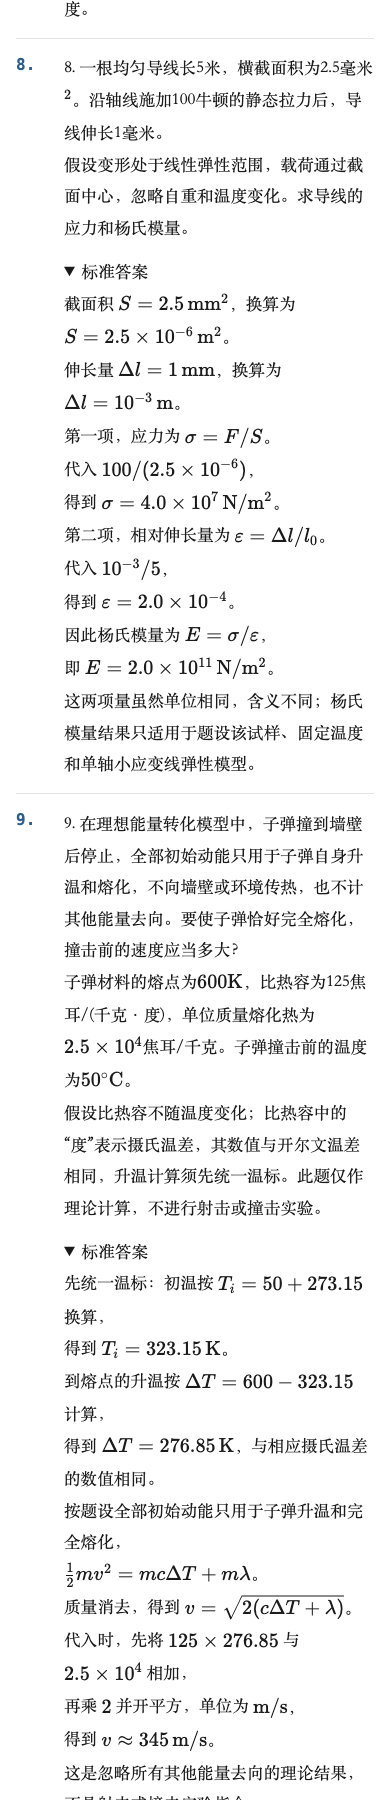 度。
8. 8. 一根均匀导线长5米，横截面积为2.5毫米
²。沿轴线施加100牛顿的静态拉力后，导
线伸长1毫米。
假设变形处于线性弹性范围，载荷通过截
面中心，忽略自重和温度变化。求导线的
应力和杨氏模量。
▼ 标准答案
截面积 S = 2.5 mm²，换算为
S = 2.5 × 10⁻⁶ m²。
伸长量 Δl = 1 mm，换算为
Δl = 10⁻³ m。
第一项，应力为 σ = F/S。
代入 100/(2.5 × 10⁻⁶)，
得到 σ = 4.0 × 10⁷ N/m²。
第二项，相对伸长量为 ε = Δl/l₀。
代入 10⁻³/5，
得到 ε = 2.0 × 10⁻⁴。
因此杨氏模量为 E = σ/ε，
即 E = 2.0 × 10¹¹ N/m²。
这两项量虽然单位相同，含义不同；杨氏
模量结果只适用于题设该试样、固定温度
和单轴小应变线弹性模型。
9. 9. 在理想能量转化模型中，子弹撞到墙壁
后停止，全部初始动能只用于子弹自身升
温和熔化，不向墙壁或环境传热，也不计
其他能量去向。要使子弹恰好完全熔化，
撞击前的速度应当多大?
子弹材料的熔点为600K，比热容为125焦
耳/(千克 · 度)，单位质量熔化热为
2.5 × 10⁴焦耳/千克。子弹撞击前的温度
为50°C。
假设比热容不随温度变化；比热容中的
“度”表示摄氏温差，其数值与开尔文温差
相同，升温计算须先统一温标。此题仅作
理论计算，不进行射击或撞击实验。
▼ 标准答案
先统一温标：初温按 Tᵢ = 50 + 273.15
换算，
得到 Tᵢ = 323.15 K。
到熔点的升温按 ΔT = 600 − 323.15
计算，
得到 ΔT = 276.85 K，与相应摄氏温差
的数值相同。
按题设全部初始动能只用于子弹升温和完
全熔化，
½mv² = mcΔT + mλ。
质量消去，得到 v = √2(cΔT + λ)。
代入时，先将 125 × 276.85 与
2.5 × 10⁴ 相加，
再乘 2 并开平方，单位为 m/s，
得到 v ≈ 345 m/s。
这是忽略所有其他能量去向的理论结果，